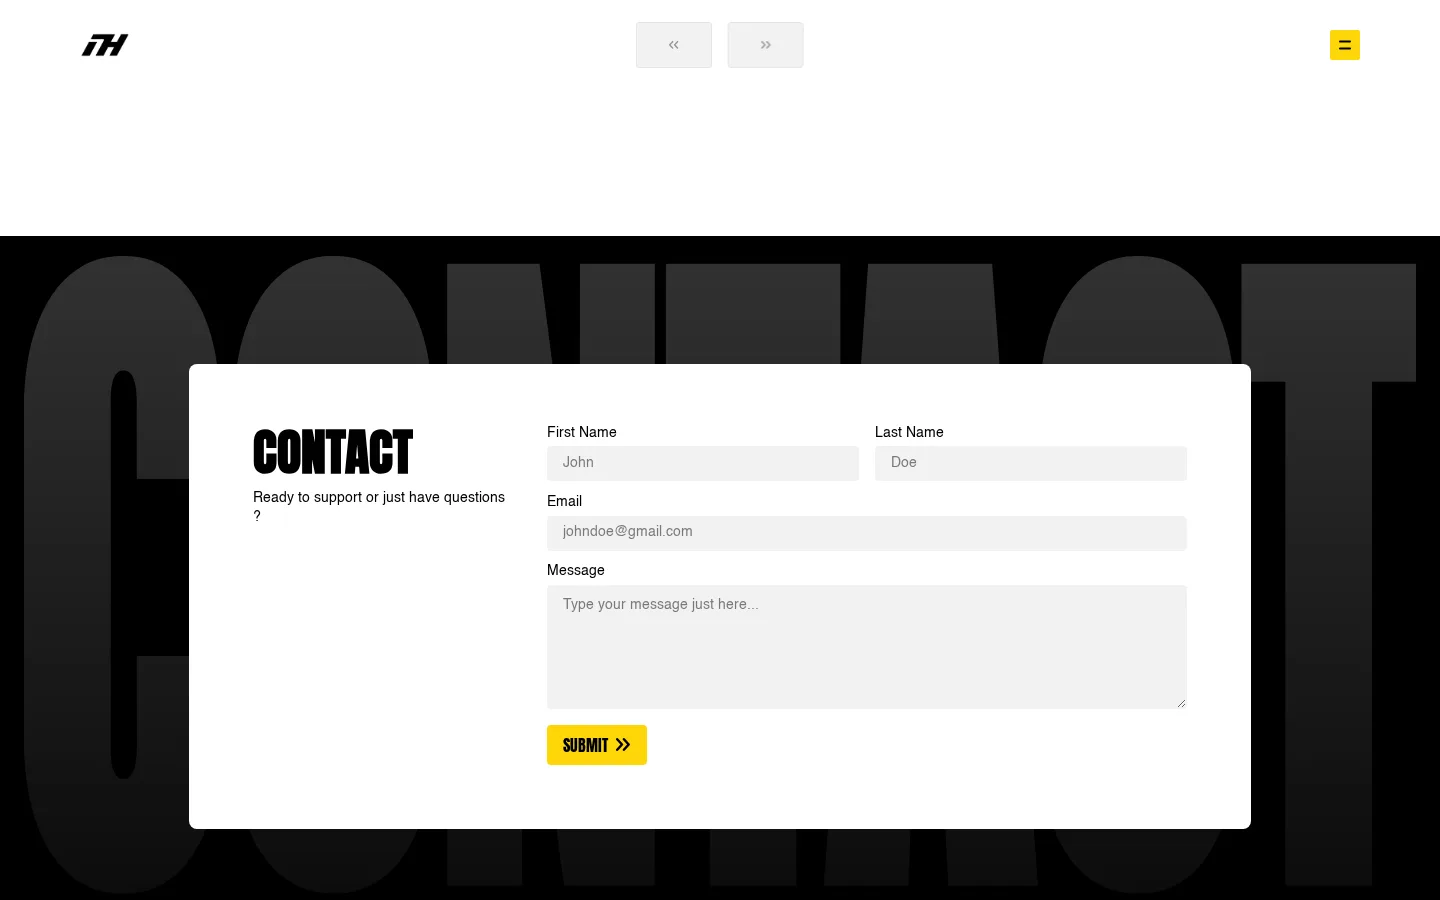 TH
«
»
CONTACT
CONTACT
Ready to support or just have questions
?
First Name
John
Last Name
Doe
Email
johndoe@gmail.com
Message
Type your message just here...
SUBMIT »